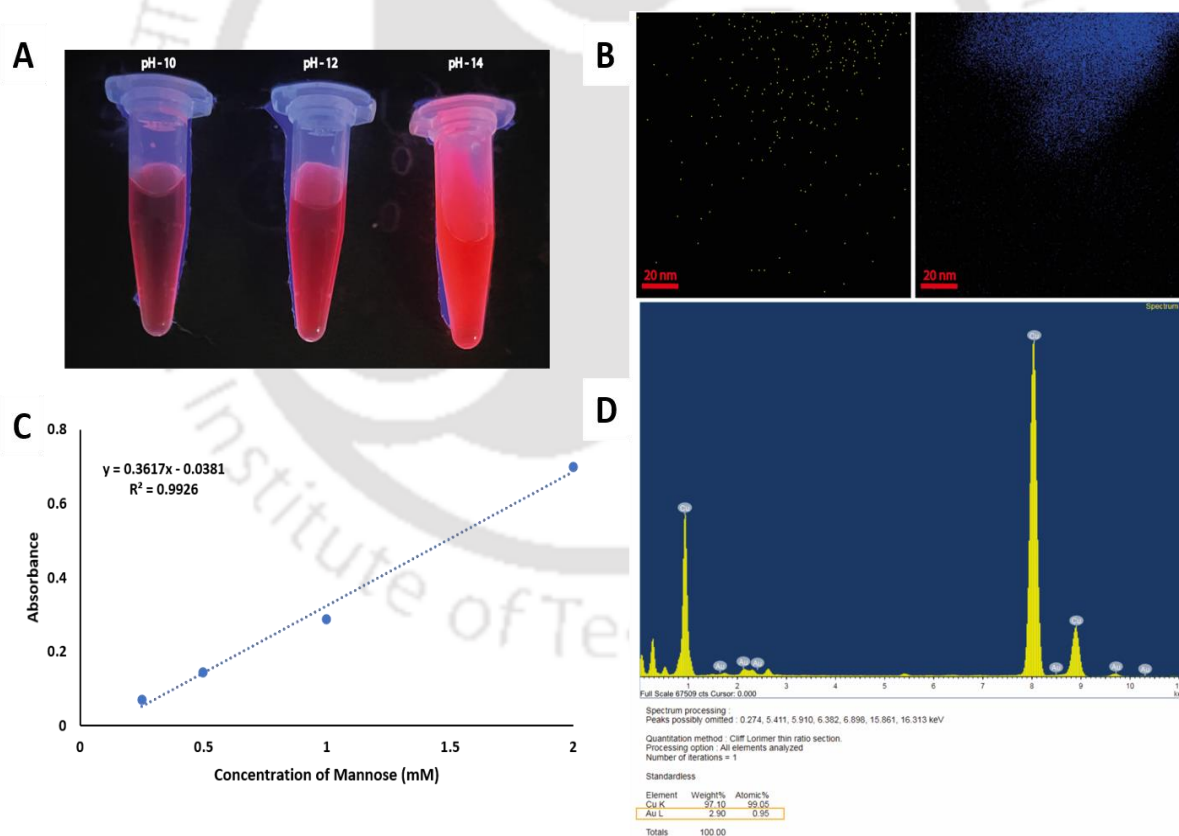 A
pH-10
pH-12
pH-14
B
20 nm
20 nm
C
y = 0.3617x - 0.0381
R² = 0.9926
Absorbance
0.8
0.6
0.4
0.2
0
0
0.5
1
1.5
2
Concentration of Mannose (mM)
D
Spectrum
Cu
Au
Au
Au
Cu
Au
Cu
Au
Au
1
2
3
4
5
6
7
8
9
10
Full Scale 67509 cts Cursor: 0.000
Spectrum processing :
Peaks possibly omitted : 0.274, 5.411, 5.910, 6.382, 6.898, 15.861, 16.313 keV
Quantitation method : Cliff Lorimer thin ratio section.
Processing option : All elements analyzed
Number of iterations = 1
Standardless
Element Weight% Atomic%
Cu K 97.10 99.05
Au L 2.90 0.95
Totals 100.00
Institute of Te